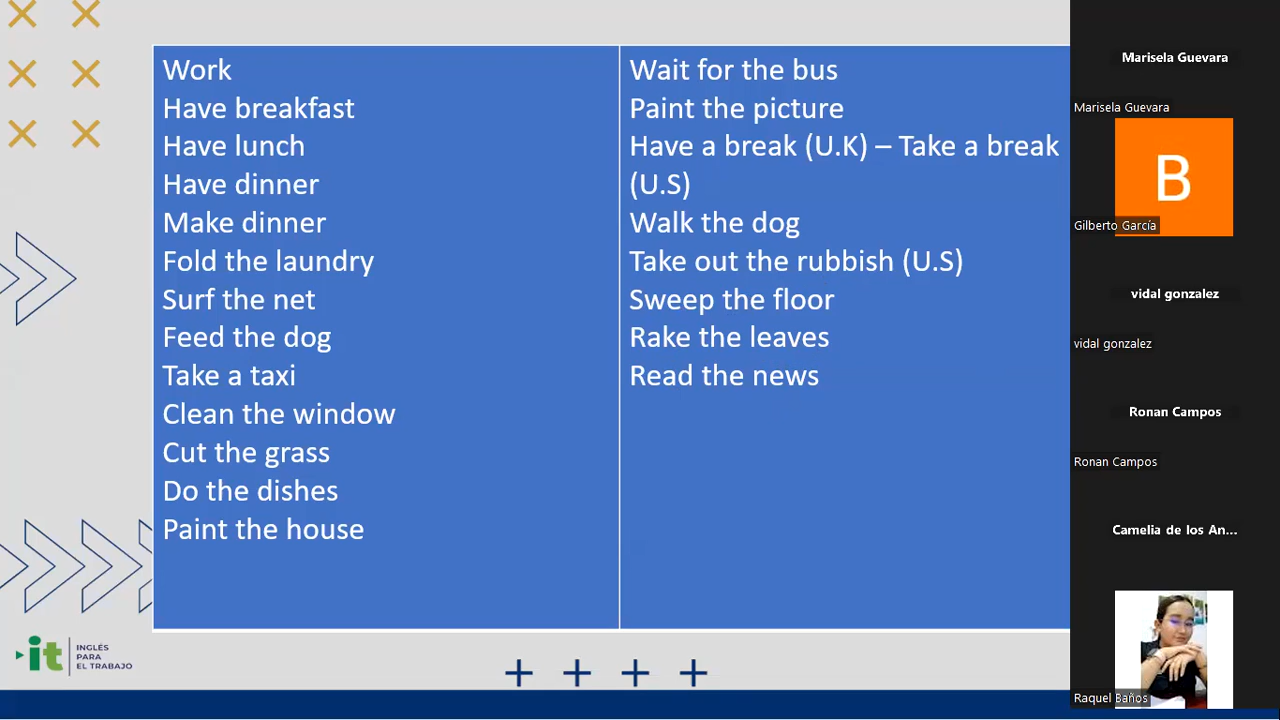 Work
Have breakfast
Have lunch
Have dinner
Make dinner
Fold the laundry
Surf the net
Feed the dog
Take a taxi
Clean the window
Cut the grass
Do the dishes
Paint the house
Wait for the bus
Paint the picture
Have a break (U.K) – Take a break
(U.S)
Walk the dog
Take out the rubbish (U.S)
Sweep the floor
Rake the leaves
Read the news
it
INGLÉS
PARA
EL TRABAJO
Marisela Guevara
Marisela Guevara
B
Gilberto García
vidal gonzalez
vidal gonzalez
Ronan Campos
Ronan Campos
Camelia de los An...
Raquel Baños